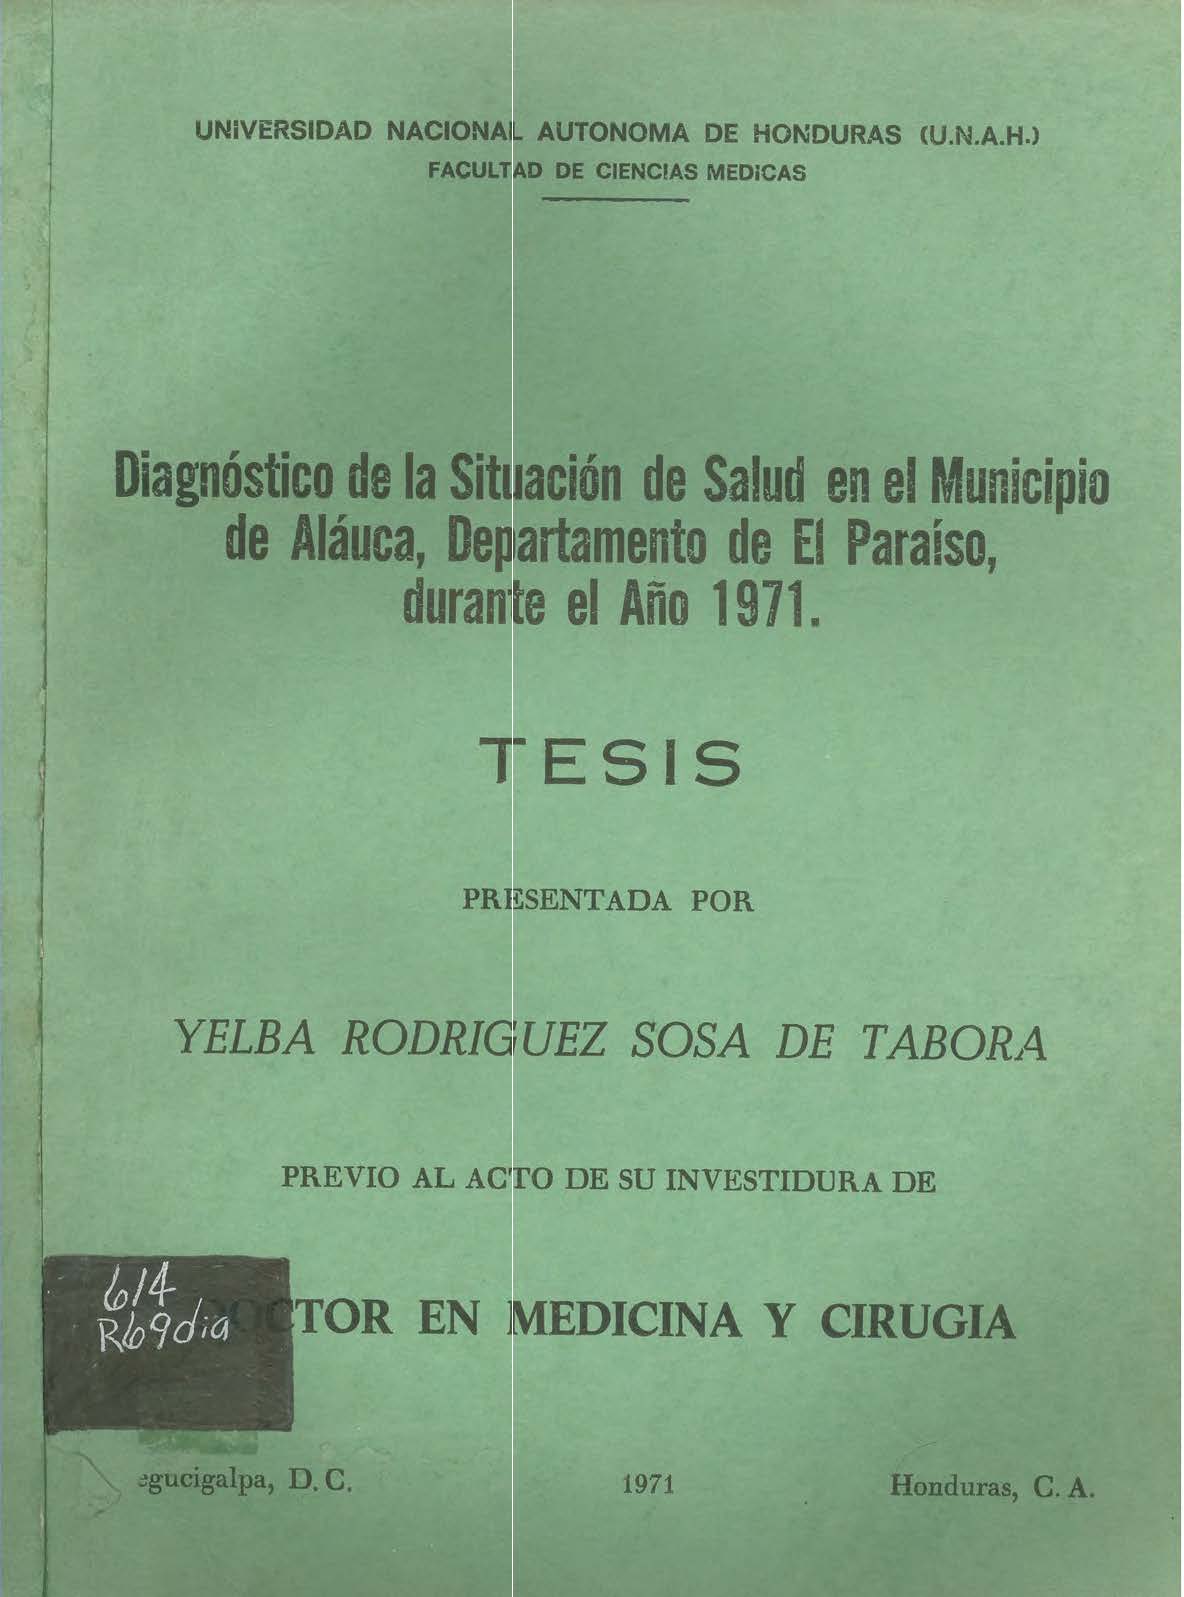 UNIVERSIDAD NACIONAL AUTONOMA DE HONDURAS (U.N.A.H.)
FACULTAD DE CIENCIAS MEDICAS
Diagnóstico de la Situación de Salud en el Municipio
de Aláuca, Departamento de El Paraíso,
durante el Año 1971.
TESIS
PRESENTADA POR
YELBA RODRIGUEZ SOSA DE TABORA
PREVIO AL ACTO DE SU INVESTIDURA DE
614
R69dia
DOCTOR EN MEDICINA Y CIRUGIA
egucigalpa, D. C. 1971 Honduras, C. A.